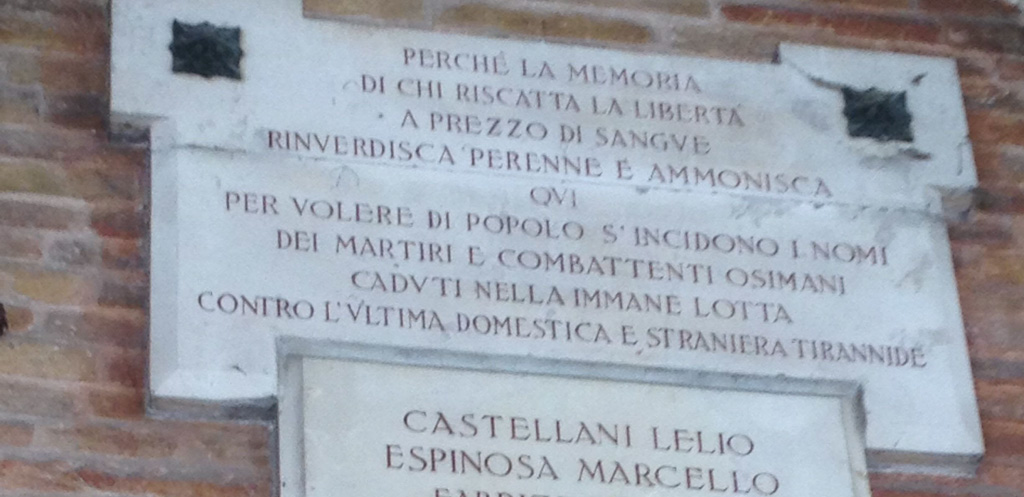 PERCHÉ LA MEMORIA
DI CHI RISCATTA LA LIBERTÀ
A PREZZO DI SANGVE
RINVERDISCA PERENNE E AMMONISCA
QVI
PER VOLERE DI POPOLO S'INCIDONO I NOMI
DEI MARTIRI E COMBATTENTI OSIMANI
CADVTI NELLA IMMANE LOTTA
CONTRO L'VLTIMA DOMESTICA E STRANIERA TIRANNIDE
CASTELLANI LELIO
ESPINOSA MARCELLO